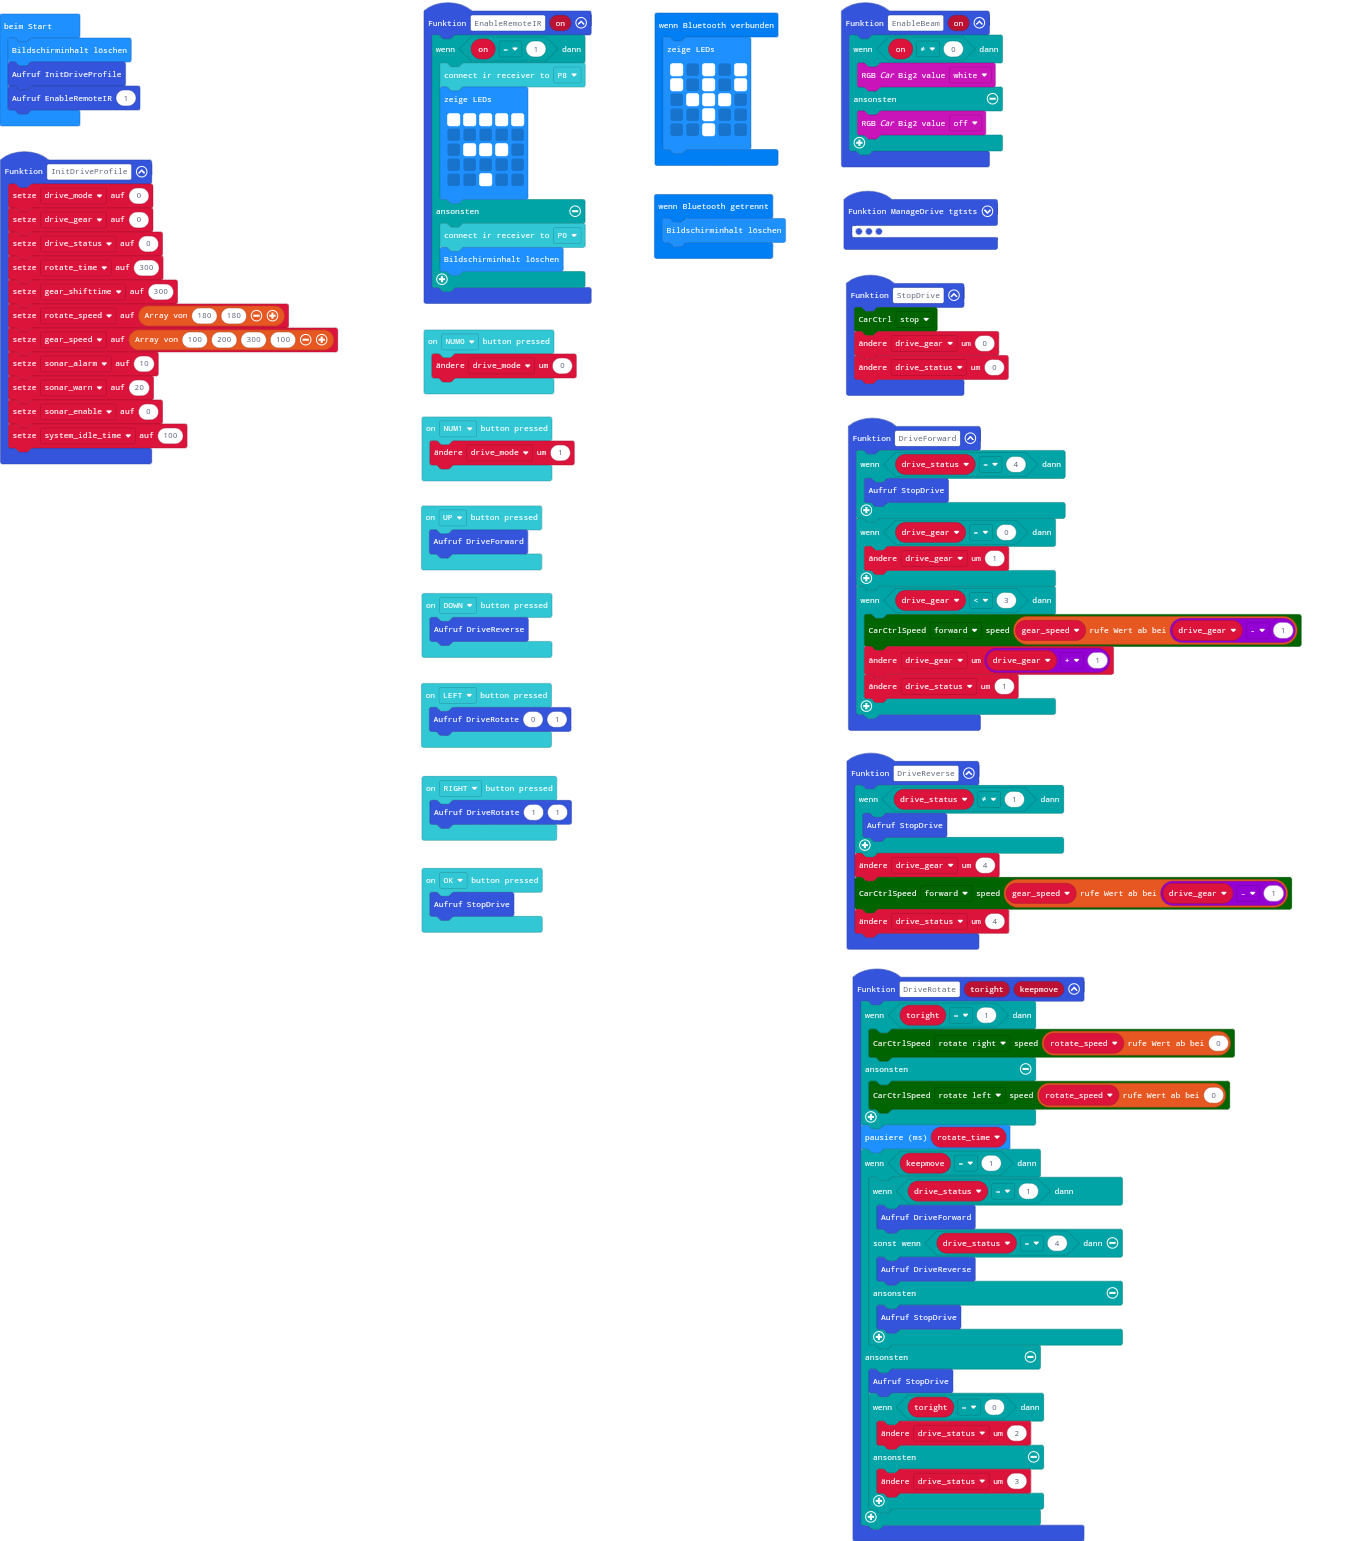 beim Start
Bildschirminhalt löschen
Aufruf InitDriveProfile
Aufruf EnableRemoteIR 1
Funktion InitDriveProfile
setze drive_mode auf 0
setze drive_gear auf 0
setze drive_status auf 0
setze rotate_time auf 300
setze gear_shifttime auf 300
setze rotate_speed auf Array von 180 180
setze gear_speed auf Array von 100 200 300 100
setze sonar_alarm auf 10
setze sonar_warn auf 20
setze sonar_enable auf 0
setze system_idle_time auf 100
Funktion EnableRemoteIR on
wenn on = 1 dann
connect ir receiver to P8
zeige LEDs
ansonsten
connect ir receiver to P0
Bildschirminhalt löschen
on NUM0 button pressed
ändere drive_mode um 0
on NUM1 button pressed
ändere drive_mode um 1
on UP button pressed
Aufruf DriveForward
on DOWN button pressed
Aufruf DriveReverse
on LEFT button pressed
Aufruf DriveRotate 0 1
on RIGHT button pressed
Aufruf DriveRotate 1 1
on OK button pressed
Aufruf StopDrive
wenn Bluetooth verbunden
zeige LEDs
wenn Bluetooth getrennt
Bildschirminhalt löschen
Funktion EnableBeam on
wenn on ≠ 0 dann
RGB Car Big2 value white
ansonsten
RGB Car Big2 value off
Funktion ManageDrive tgtsts
Funktion StopDrive
CarCtrl stop
ändere drive_gear um 0
ändere drive_status um 0
Funktion DriveForward
wenn drive_status = 4 dann
Aufruf StopDrive
wenn drive_gear = 0 dann
ändere drive_gear um 1
wenn drive_gear < 3 dann
CarCtrlSpeed forward speed gear_speed rufe Wert ab bei drive_gear - 1
ändere drive_gear um drive_gear + 1
ändere drive_status um 1
Funktion DriveReverse
wenn drive_status ≠ 1 dann
Aufruf StopDrive
ändere drive_gear um 4
CarCtrlSpeed forward speed gear_speed rufe Wert ab bei drive_gear - 1
ändere drive_status um 4
Funktion DriveRotate toright keepmove
wenn toright = 1 dann
CarCtrlSpeed rotate right speed rotate_speed rufe Wert ab bei 0
ansonsten
CarCtrlSpeed rotate left speed rotate_speed rufe Wert ab bei 0
pausiere (ms) rotate_time
wenn keepmove = 1 dann
wenn drive_status = 1 dann
Aufruf DriveForward
sonst wenn drive_status = 4 dann
Aufruf DriveReverse
ansonsten
Aufruf StopDrive
ansonsten
Aufruf StopDrive
wenn toright = 0 dann
ändere drive_status um 2
ansonsten
ändere drive_status um 3